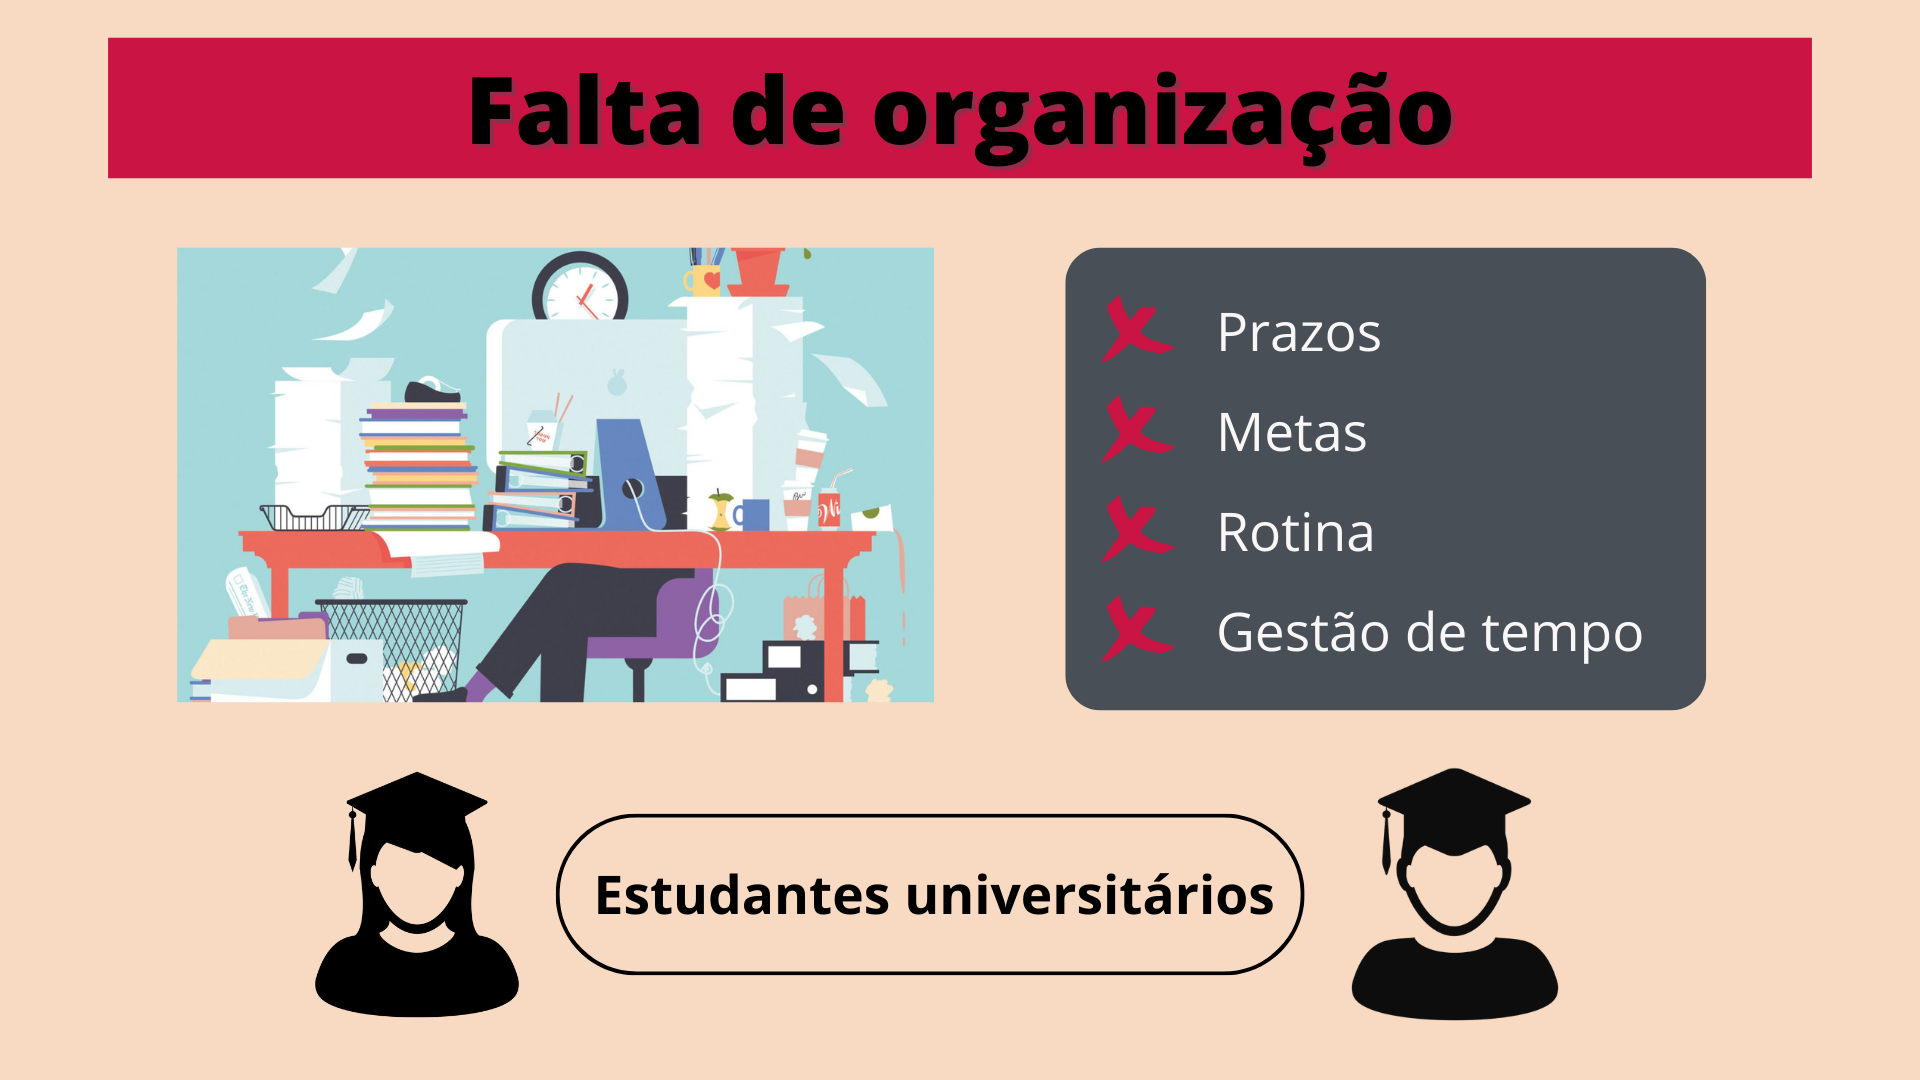 Falta de organização
Prazos
Metas
Rotina
Gestão de tempo
Estudantes universitários